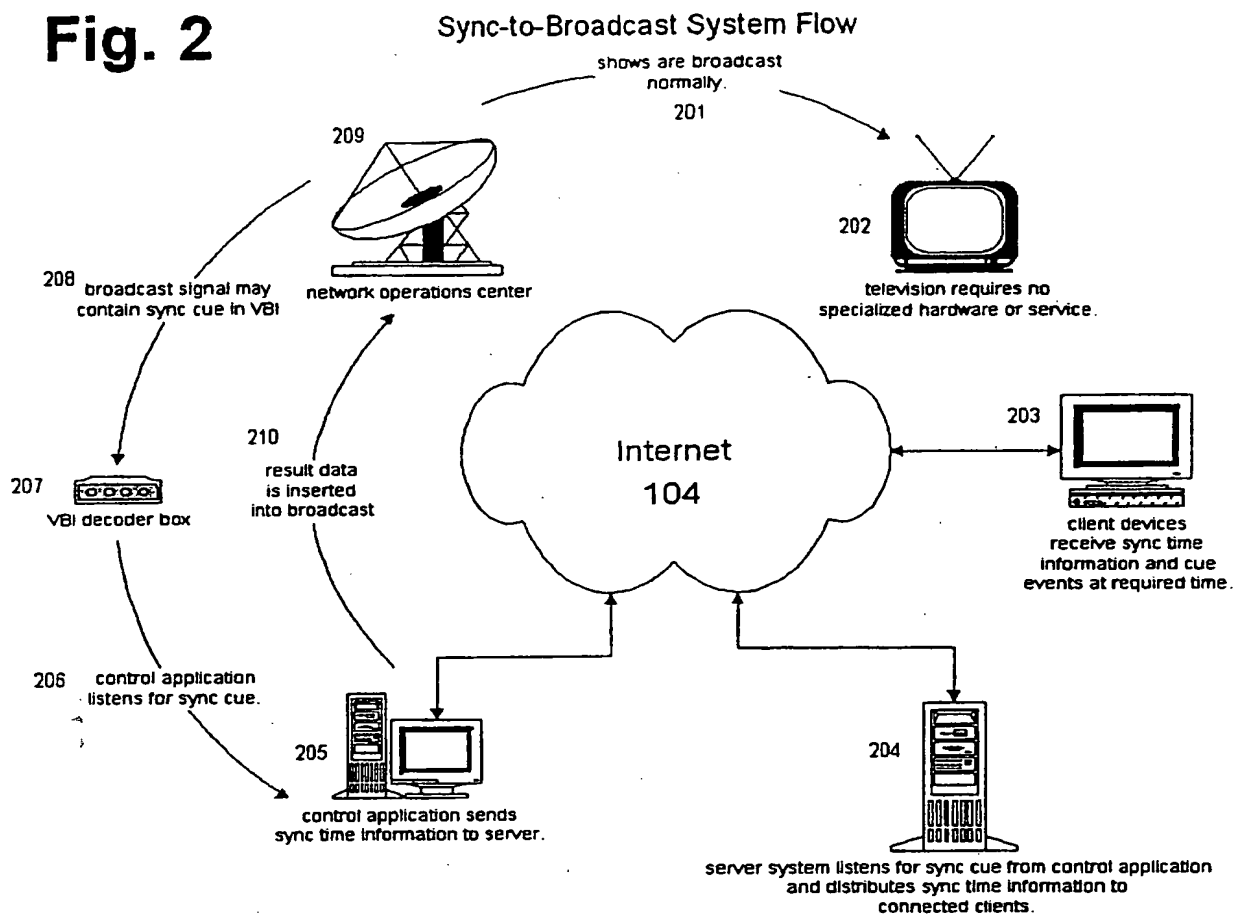 Fig. 2
Sync-to-Broadcast System Flow
shows are broadcast
normally.
201
209
network operations center
202
television requires no
specialized hardware or service.
208
broadcast signal may
contain sync cue in VBI
203
client devices
receive sync time
information and cue
events at required time.
Internet
104
210
result data
is inserted
into broadcast
207
VBI decoder box
206
control application
listens for sync cue.
205
control application sends
sync time information to server.
204
server system listens for sync cue from control application
and distributes sync time information to
connected clients.